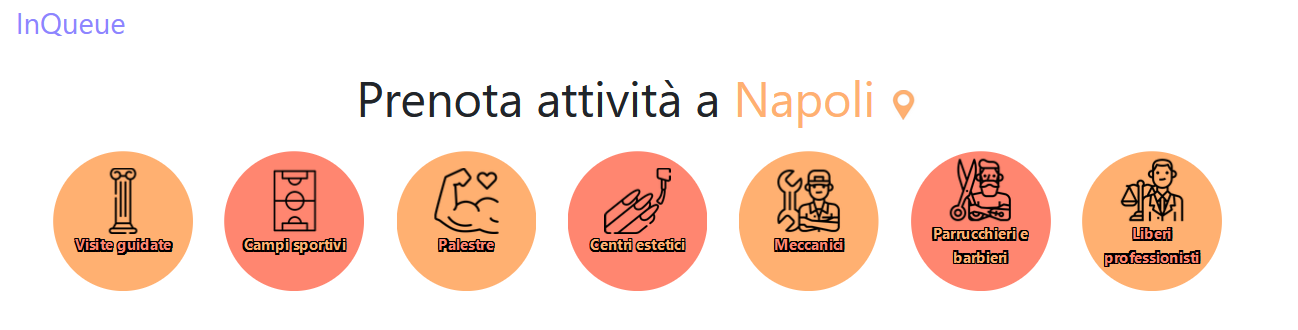 InQueue
Prenota attività a Napoli
Visite guidate
Campi sportivi
Palestre
Centri estetici
Meccanici
Parrucchieri e
barbieri
Liberi
professionisti